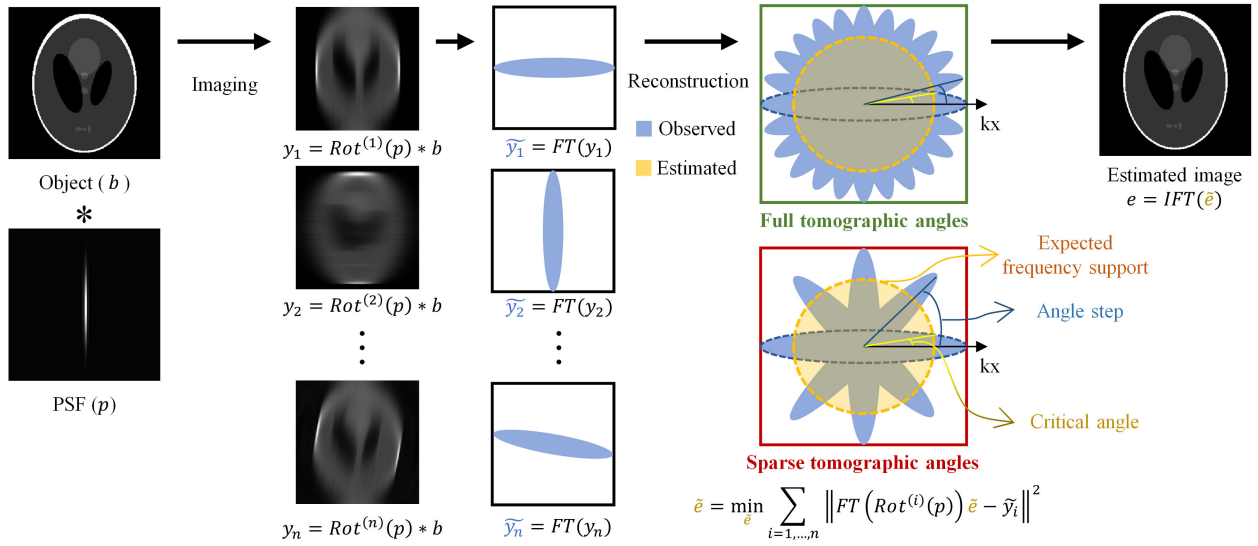 Object ( b )
*
PSF (p)
Imaging
y₁ = Rot⁽¹⁾(p) ∗ b
y₂ = Rot⁽²⁾(p) ∗ b
⋮
yₙ = Rot⁽ⁿ⁾(p) ∗ b
ỹ₁ = FT(y₁)
ỹ₂ = FT(y₂)
⋮
ỹₙ = FT(yₙ)
Reconstruction
Observed
Estimated
kx
Full tomographic angles
Estimated image
e = IFT(ẽ)
Expected
frequency support
Angle step
kx
Critical angle
Sparse tomographic angles
ẽ = min_ẽ ∑_{i=1,…,n} ‖FT(Rot⁽ⁱ⁾(p)) ẽ − ỹᵢ‖²